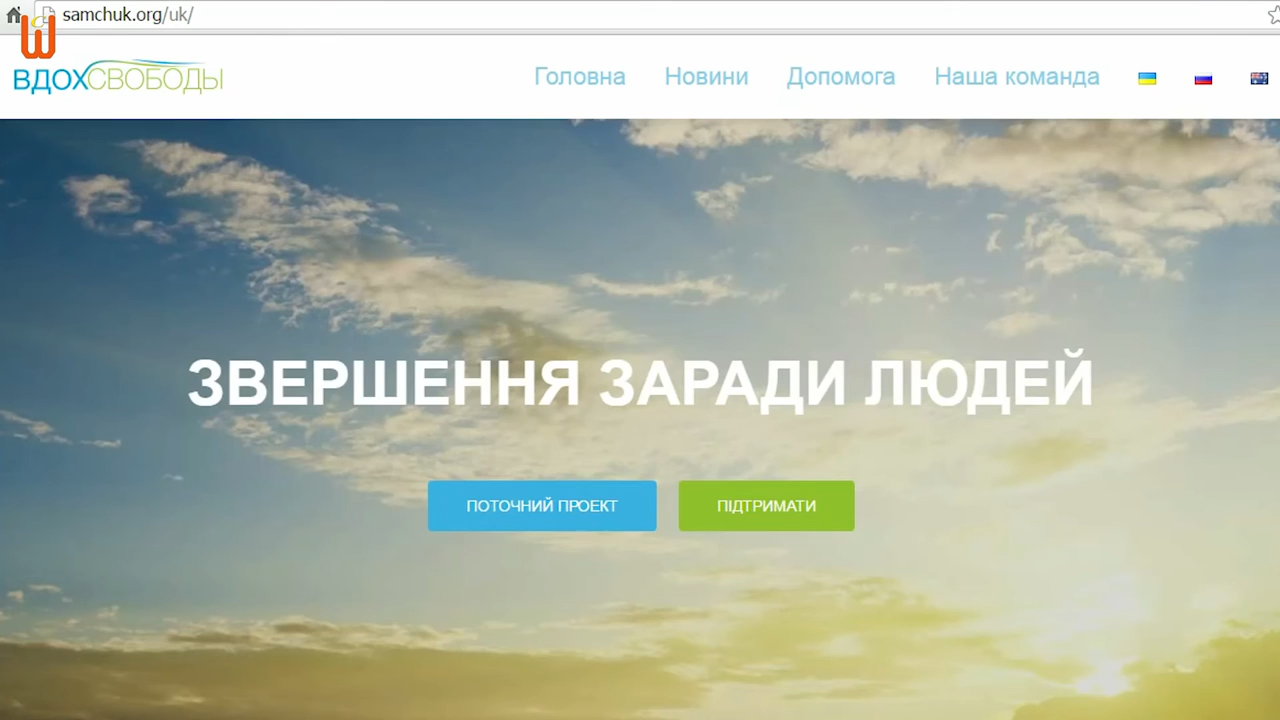 samchuk.org/uk/
ВДОХСВОБОДЫ
Головна Новини Допомога Наша команда
ЗВЕРШЕННЯ ЗАРАДИ ЛЮДЕЙ
ПОТОЧНИЙ ПРОЕКТ ПІДТРИМАТИ